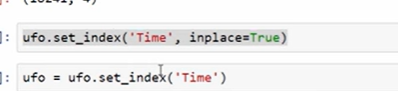 ]: ufo.set_index('Time', inplace=True)
]: ufo = ufo.set_index('Time')